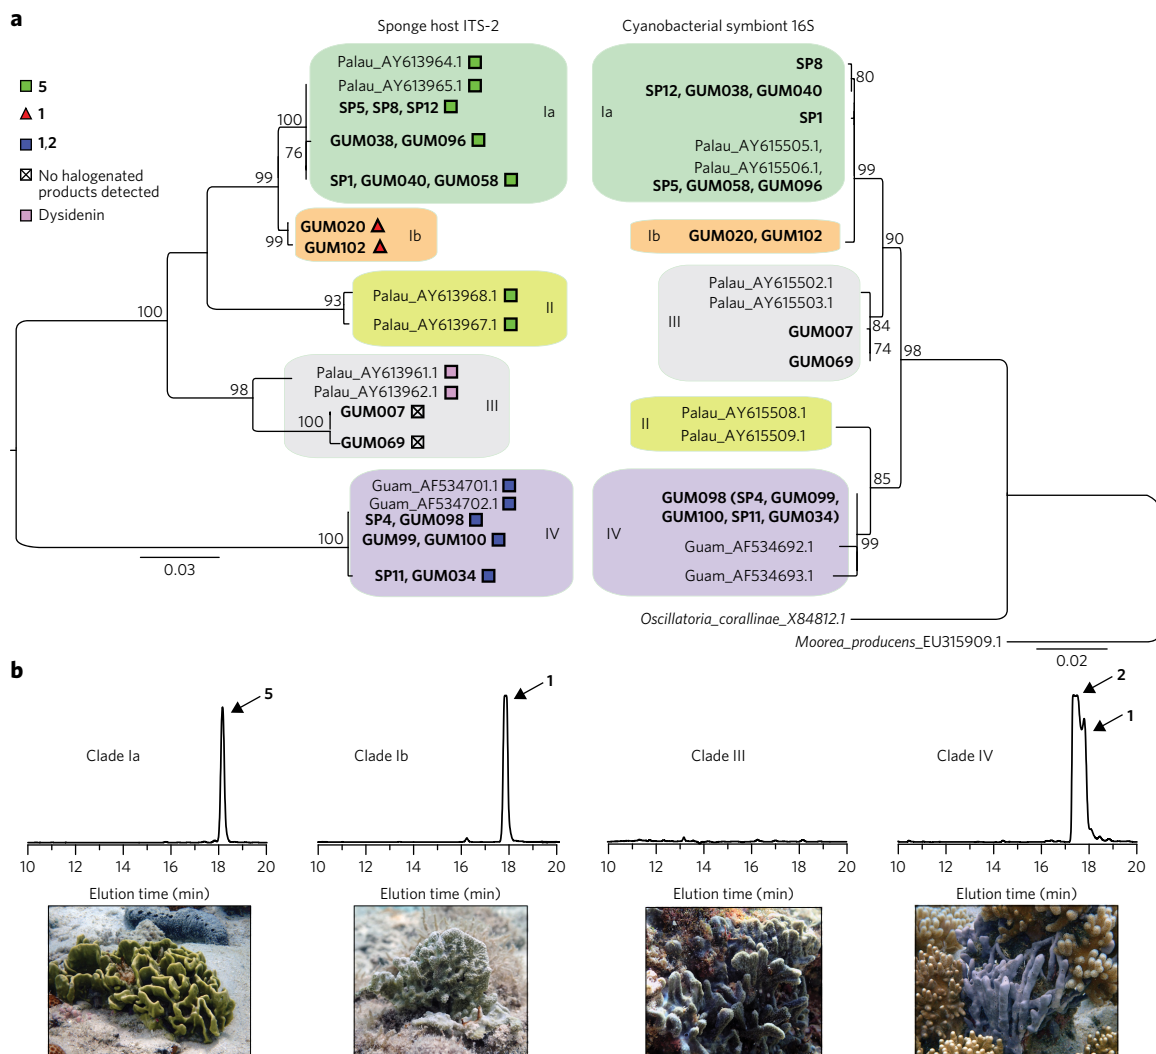 a
Sponge host ITS-2
Cyanobacterial symbiont 16S
5
1
1,2
No halogenated
products detected
Dysidenin
Palau_AY613964.1
Palau_AY613965.1
SP5, SP8, SP12
GUM038, GUM096
SP1, GUM040, GUM058
Ia
100
76
99
GUM020
GUM102
Ib
99
Palau_AY613968.1
Palau_AY613967.1
II
93
100
Palau_AY613961.1
Palau_AY613962.1
GUM007
GUM069
III
98
100
Guam_AF534701.1
Guam_AF534702.1
SP4, GUM098
GUM99, GUM100
SP11, GUM034
IV
100
0.03
SP8
SP12, GUM038, GUM040
SP1
Palau_AY615505.1,
Palau_AY615506.1,
SP5, GUM058, GUM096
Ia
80
99
Ib
GUM020, GUM102
90
Palau_AY615502.1
Palau_AY615503.1
GUM007
GUM069
III
84
74
98
II
Palau_AY615508.1
Palau_AY615509.1
85
GUM098 (SP4, GUM099,
GUM100, SP11, GUM034)
IV
Guam_AF534692.1
Guam_AF534693.1
99
Oscillatoria_corallinae_X84812.1
Moorea_producens_EU315909.1
0.02
b
5
Clade Ia
10 12 14 16 18 20
Elution time (min)
1
Clade Ib
10 12 14 16 18 20
Elution time (min)
Clade III
10 12 14 16 18 20
Elution time (min)
2
1
Clade IV
10 12 14 16 18 20
Elution time (min)